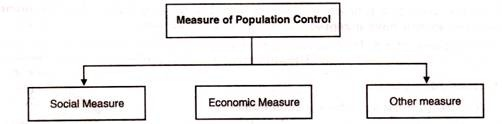 Measure of Population Control
Social Measure
Economic Measure
Other measure